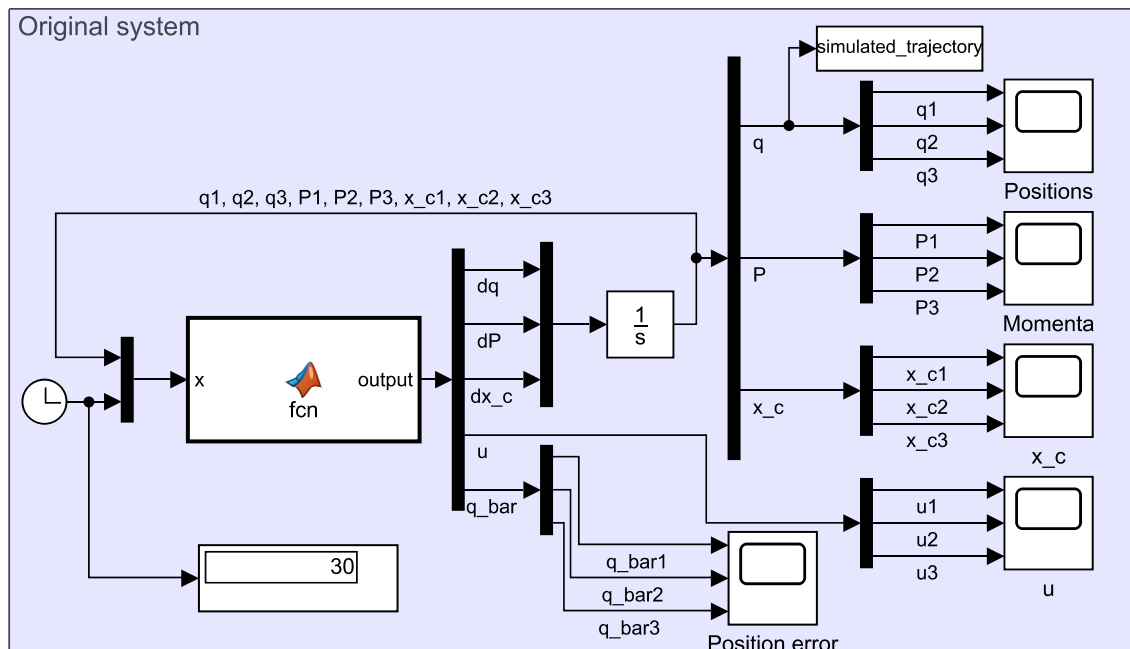 Original system
simulated_trajectory
q
q1
q2
q3
Positions
q1, q2, q3, P1, P2, P3, x_c1, x_c2, x_c3
P
P1
P2
P3
Momenta
dq
dP
dx_c
u
q_bar
1
s
x
fcn
output
x_c
x_c1
x_c2
x_c3
x_c
u1
u2
u3
u
30
q_bar1
q_bar2
q_bar3
Position error